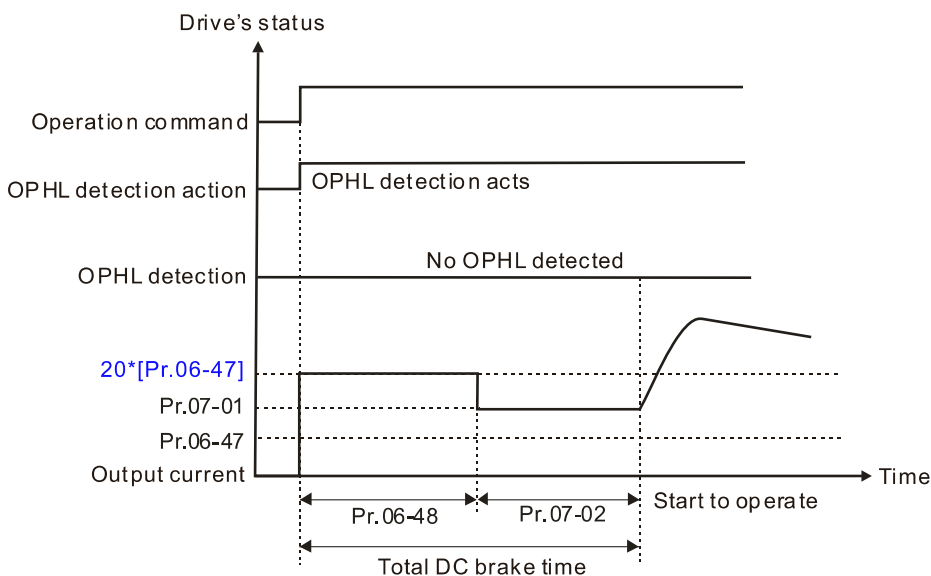 Drive's status
Operation command
OPHL detection action
OPHL detection acts
No OPHL detected
OPHL detection
20*[Pr.06-47]
Pr.07-01
Pr.06-47
Output current
Time
Start to operate
Pr.06-48
Pr.07-02
Total DC brake time